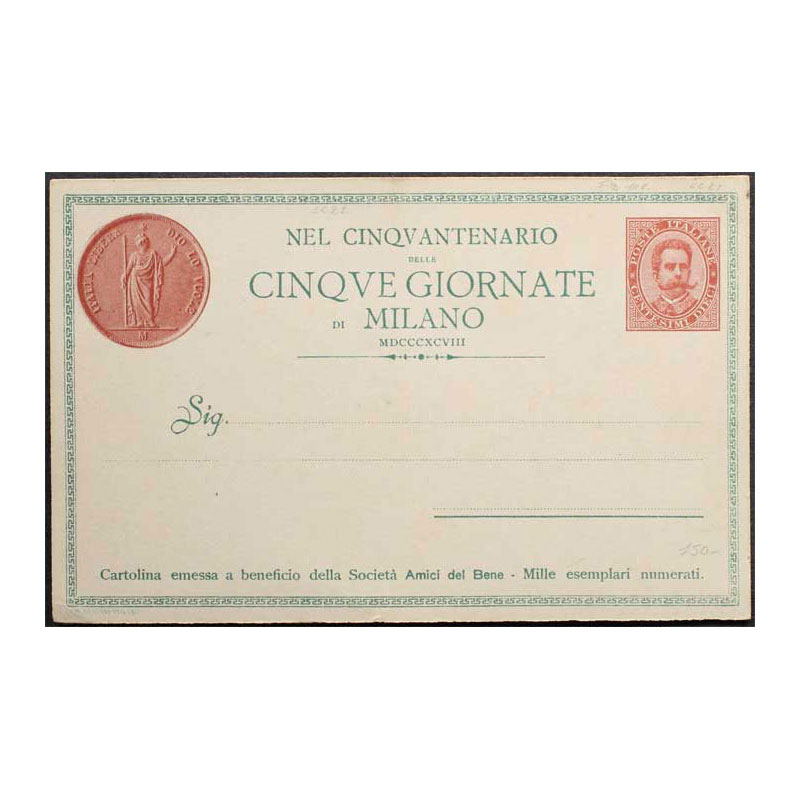 ITALIA LIBERA DIO LO VUOLE
M
NEL CINQVANTENARIO
DELLE
CINQVE GIORNATE
DI MILANO
MDCCCXCVIII
POSTE ITALIANE
CENTESIMI DIECI
Sig.
150-
Cartolina emessa a beneficio della Società Amici del Bene - Mille esemplari numerati.